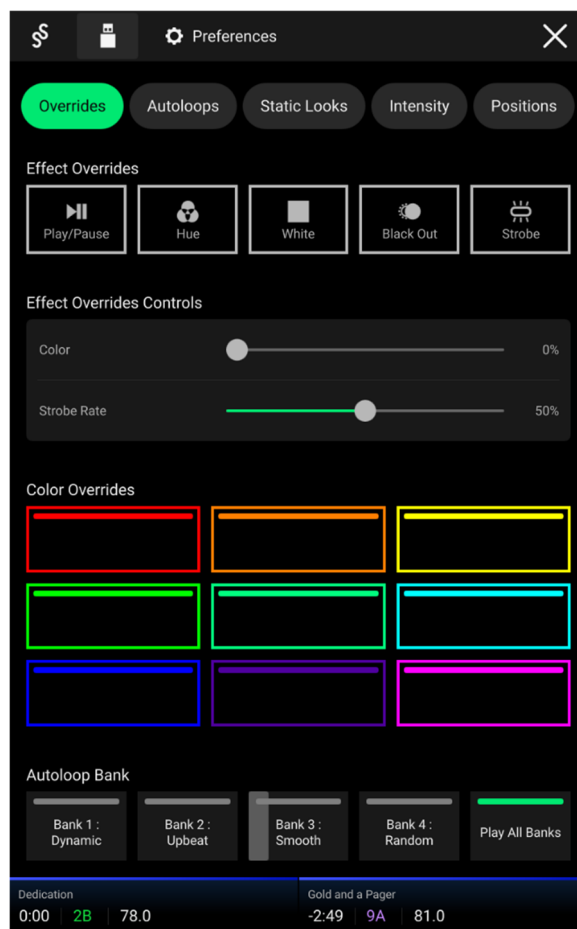 Preferences
Overrides Autoloops Static Looks Intensity Positions
Effect Overrides
Play/Pause Hue White Black Out Strobe
Effect Overrides Controls
Color 0%
Strobe Rate 50%
Color Overrides
Autoloop Bank
Bank 1 : Bank 2 : Bank 3 : Bank 4 : Play All Banks
Dynamic Upbeat Smooth Random
Dedication Gold and a Pager
0:00 2B 78.0 -2:49 9A 81.0